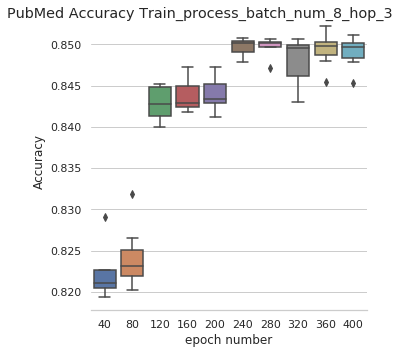 PubMed Accuracy Train_process_batch_num_8_hop_3
0.850
0.845
0.840
0.835
0.830
0.825
0.820
Accuracy
40 80 120 160 200 240 280 320 360 400
epoch number